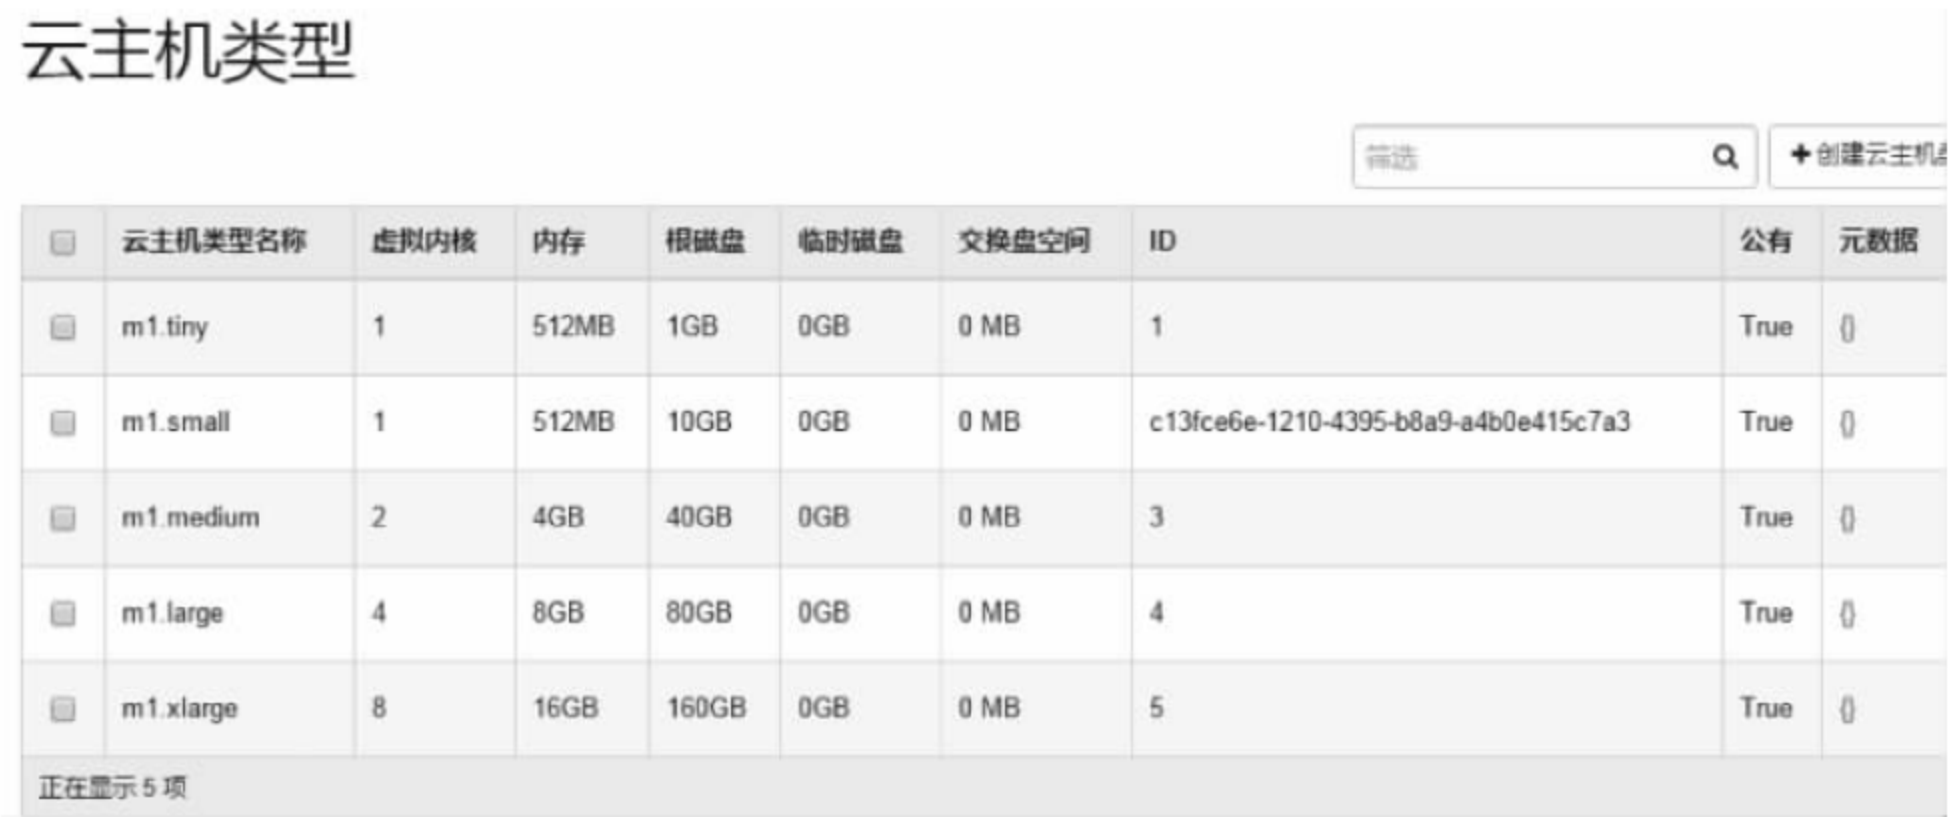 云主机类型
筛选 +创建云主机
云主机类型名称 虚拟内核 内存 根磁盘 临时磁盘 交换盘空间 ID 公有 元数据
m1.tiny 1 512MB 1GB 0GB 0 MB 1 True {}
m1.small 1 512MB 10GB 0GB 0 MB c13fce6e-1210-4395-b8a9-a4b0e415c7a3 True {}
m1.medium 2 4GB 40GB 0GB 0 MB 3 True {}
m1.large 4 8GB 80GB 0GB 0 MB 4 True {}
m1.xlarge 8 16GB 160GB 0GB 0 MB 5 True {}
正在显示 5 项